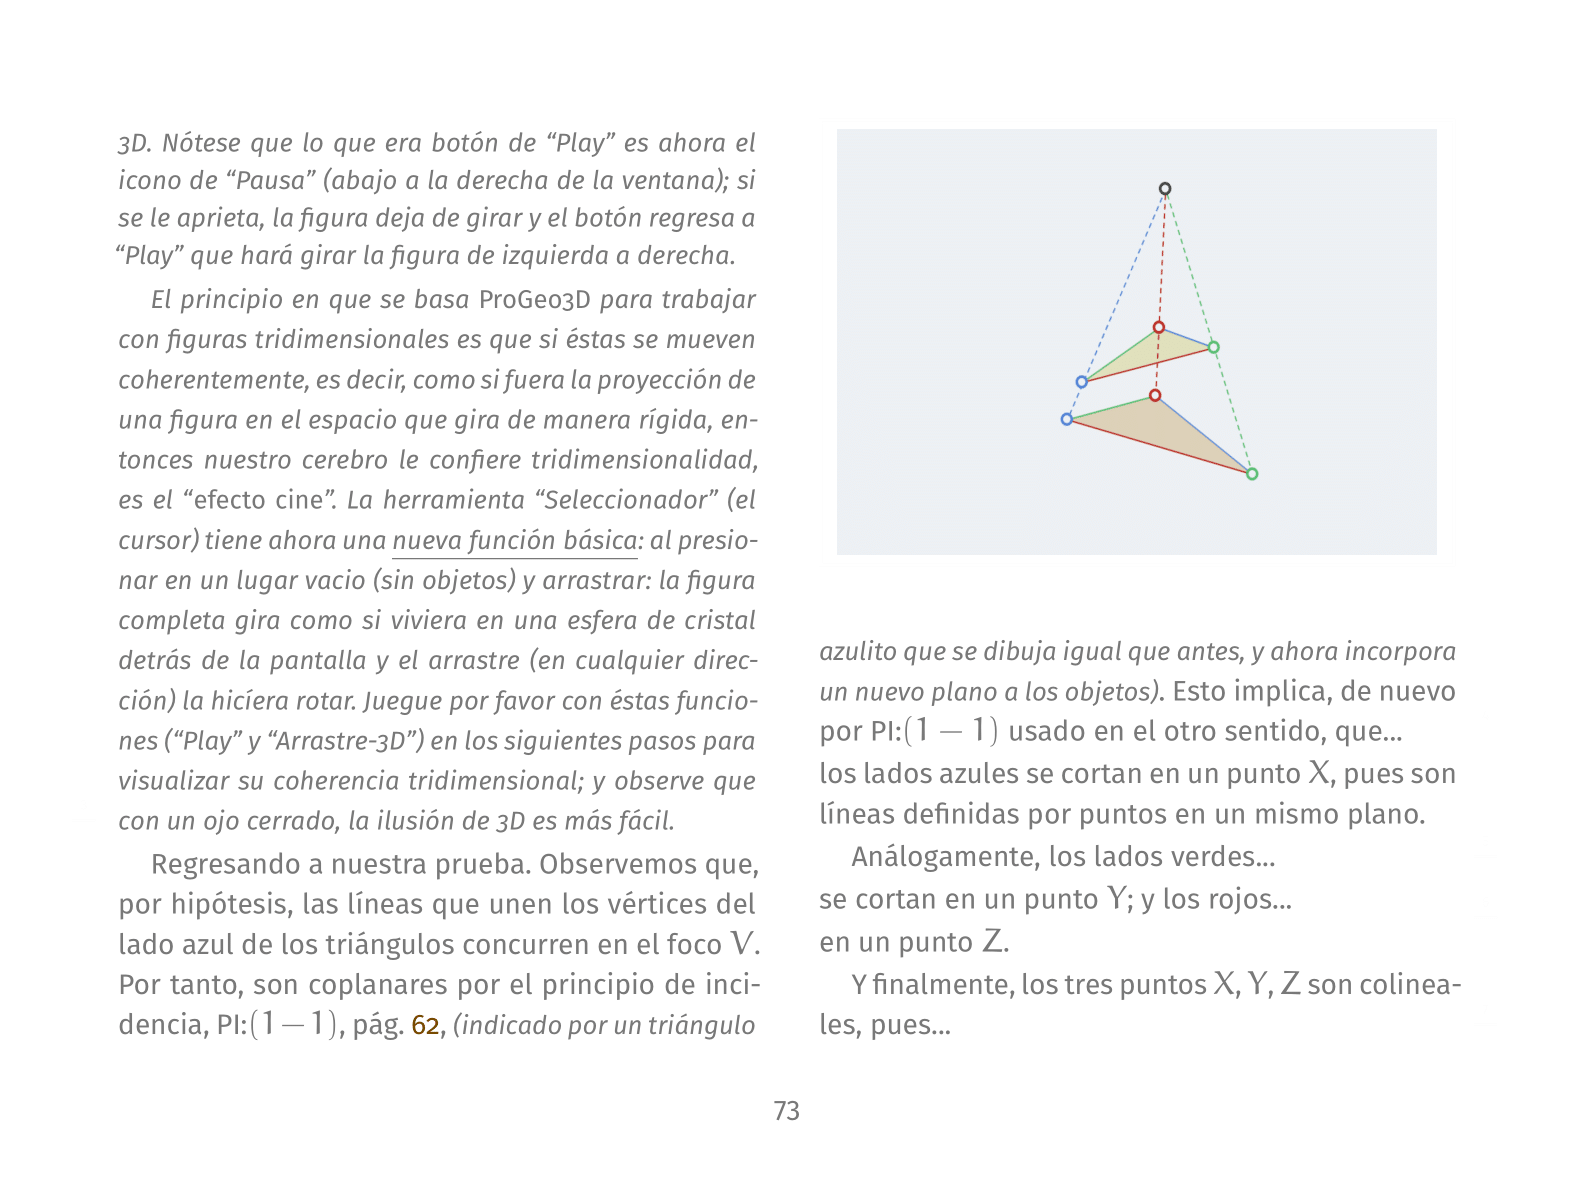 3D. Nótese que lo que era botón de “Play” es ahora el
icono de “Pausa” (abajo a la derecha de la ventana); si
se le aprieta, la figura deja de girar y el botón regresa a
“Play” que hará girar la figura de izquierda a derecha.
El principio en que se basa ProGeo3D para trabajar
con figuras tridimensionales es que si éstas se mueven
coherentemente, es decir, como si fuera la proyección de
una figura en el espacio que gira de manera rígida, en-
tonces nuestro cerebro le confiere tridimensionalidad,
es el “efecto cine”. La herramienta “Seleccionador” (el
cursor) tiene ahora una nueva función básica: al presio-
nar en un lugar vacio (sin objetos) y arrastrar: la figura
completa gira como si viviera en una esfera de cristal
detrás de la pantalla y el arrastre (en cualquier direc-
ción) la hicíera rotar. Juegue por favor con éstas funcio-
nes (“Play” y “Arrastre-3D”) en los siguientes pasos para
visualizar su coherencia tridimensional; y observe que
con un ojo cerrado, la ilusión de 3D es más fácil.
Regresando a nuestra prueba. Observemos que,
por hipótesis, las líneas que unen los vértices del
lado azul de los triángulos concurren en el foco V.
Por tanto, son coplanares por el principio de inci-
dencia, PI:(1 − 1), pág. 62, (indicado por un triángulo
azulito que se dibuja igual que antes, y ahora incorpora
un nuevo plano a los objetos). Esto implica, de nuevo
por PI:(1 − 1) usado en el otro sentido, que...
los lados azules se cortan en un punto X, pues son
líneas definidas por puntos en un mismo plano.
Análogamente, los lados verdes...
se cortan en un punto Y; y los rojos...
en un punto Z.
Y finalmente, los tres puntos X, Y, Z son colinea-
les, pues...
73